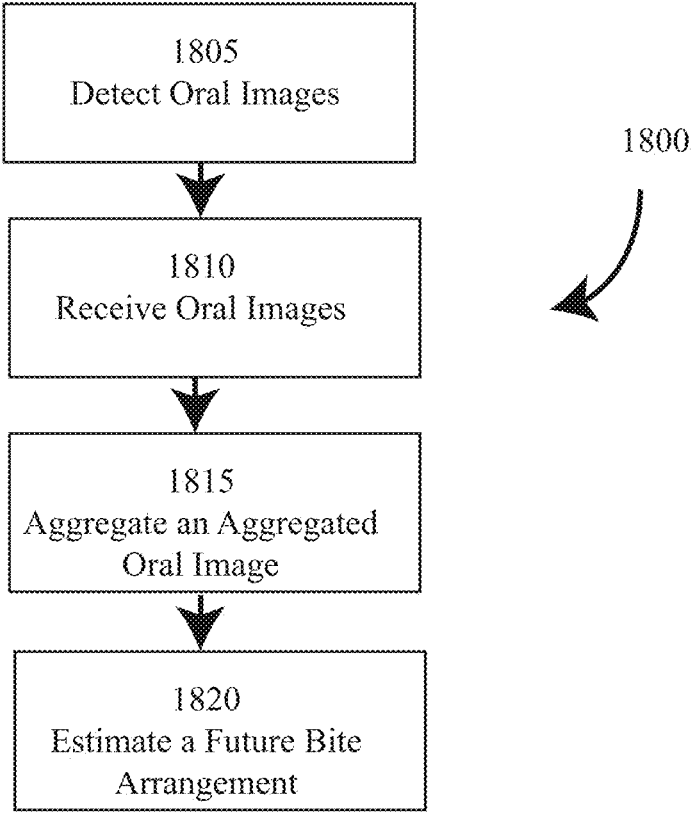 1805
Detect Oral Images
1800
1810
Receive Oral Images
1815
Aggregate an Aggregated
Oral Image
1820
Estimate a Future Bite
Arrangement